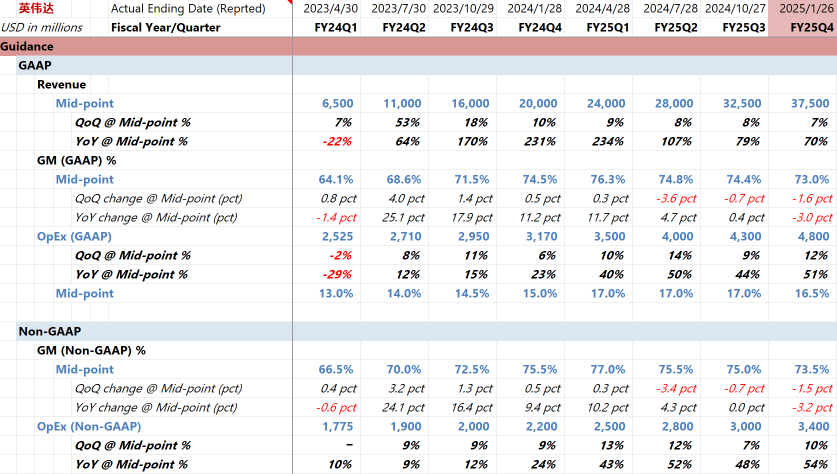 英伟达 Actual Ending Date (Reprted) 2023/4/30 2023/7/30 2023/10/29 2024/1/28 2024/4/28 2024/7/28 2024/10/27 2025/1/26
USD in millions Fiscal Year/Quarter FY24Q1 FY24Q2 FY24Q3 FY24Q4 FY25Q1 FY25Q2 FY25Q3 FY25Q4
Guidance
GAAP
Revenue
Mid-point 6,500 11,000 16,000 20,000 24,000 28,000 32,500 37,500
QoQ @ Mid-point % 7% 53% 18% 10% 9% 8% 8% 7%
YoY @ Mid-point % -22% 64% 170% 231% 234% 107% 79% 70%
GM (GAAP) %
Mid-point 64.1% 68.6% 71.5% 74.5% 76.3% 74.8% 74.4% 73.0%
QoQ change @ Mid-point (pct) 0.8 pct 4.0 pct 1.4 pct 0.5 pct 0.3 pct -3.6 pct -0.7 pct -1.6 pct
YoY change @ Mid-point (pct) -1.4 pct 25.1 pct 17.9 pct 11.2 pct 11.7 pct 4.7 pct 0.4 pct -3.0 pct
OpEx (GAAP) 2,525 2,710 2,950 3,170 3,500 4,000 4,300 4,800
QoQ @ Mid-point % -2% 8% 11% 6% 10% 14% 9% 12%
YoY @ Mid-point % -29% 12% 15% 23% 40% 50% 44% 51%
Mid-point 13.0% 14.0% 14.5% 15.0% 17.0% 17.0% 17.0% 16.5%
Non-GAAP
GM (Non-GAAP) %
Mid-point 66.5% 70.0% 72.5% 75.5% 77.0% 75.5% 75.0% 73.5%
QoQ change @ Mid-point (pct) 0.4 pct 3.2 pct 1.3 pct 0.5 pct 0.3 pct -3.4 pct -0.7 pct -1.5 pct
YoY change @ Mid-point (pct) -0.6 pct 24.1 pct 16.4 pct 9.4 pct 10.2 pct 4.3 pct 0.0 pct -3.2 pct
OpEx (Non-GAAP) 1,775 1,900 2,000 2,200 2,500 2,800 3,000 3,400
QoQ @ Mid-point % – 9% 9% 9% 13% 12% 7% 10%
YoY @ Mid-point % 10% 9% 12% 24% 43% 52% 48% 54%